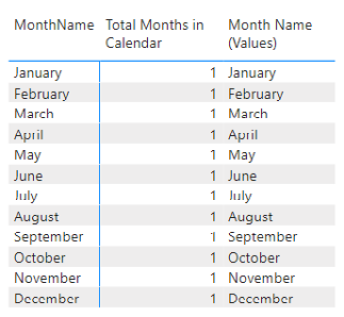 MonthName Total Months in Calendar Month Name (Values)
January 1 January
February 1 February
March 1 March
April 1 April
May 1 May
June 1 June
July 1 July
August 1 August
September 1 September
October 1 October
November 1 November
December 1 December